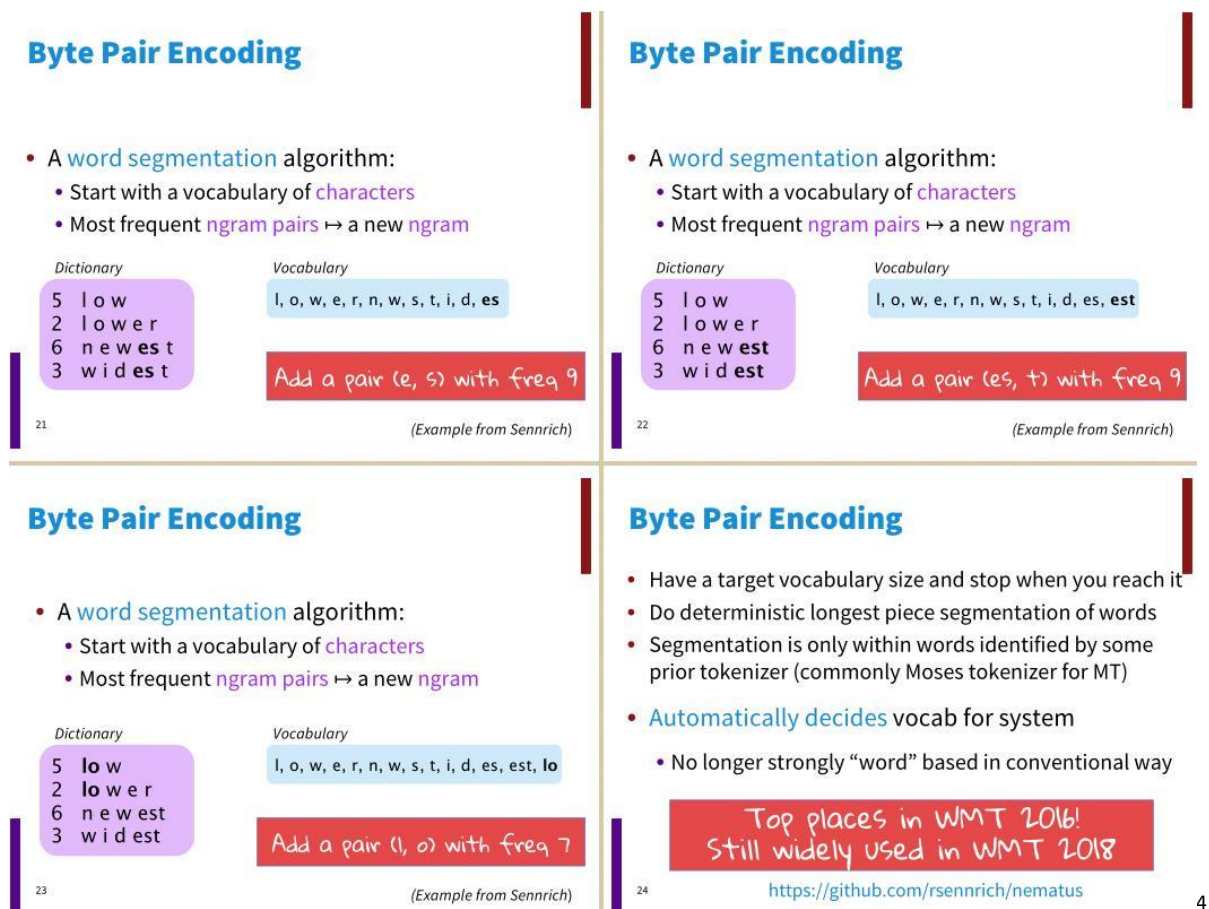 Byte Pair Encoding
• A word segmentation algorithm:
• Start with a vocabulary of characters
• Most frequent ngram pairs ↦ a new ngram
Dictionary
Vocabulary
5 l o w
2 l o w e r
6 n e w es t
3 w i d es t
l, o, w, e, r, n, w, s, t, i, d, es
Add a pair (e, s) with freq 9
21
(Example from Sennrich)
Byte Pair Encoding
• A word segmentation algorithm:
• Start with a vocabulary of characters
• Most frequent ngram pairs ↦ a new ngram
Dictionary
Vocabulary
5 l o w
2 l o w e r
6 n e w est
3 w i d est
l, o, w, e, r, n, w, s, t, i, d, es, est
Add a pair (es, t) with freq 9
22
(Example from Sennrich)
Byte Pair Encoding
• A word segmentation algorithm:
• Start with a vocabulary of characters
• Most frequent ngram pairs ↦ a new ngram
Dictionary
Vocabulary
5 lo w
2 lo w e r
6 n e w est
3 w i d est
l, o, w, e, r, n, w, s, t, i, d, es, est, lo
Add a pair (l, o) with freq 7
23
(Example from Sennrich)
Byte Pair Encoding
• Have a target vocabulary size and stop when you reach it
• Do deterministic longest piece segmentation of words
• Segmentation is only within words identified by some
prior tokenizer (commonly Moses tokenizer for MT)
• Automatically decides vocab for system
• No longer strongly “word” based in conventional way
Top places in WMT 2016!
Still widely used in WMT 2018
24
https://github.com/rsennrich/nematus
4